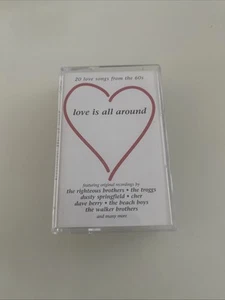 20 love songs from the 60s
love is all around
featuring original recordings by
the righteous brothers • the troggs
dusty springfield • cher
dave berry • the beach boys
the walker brothers
and many more